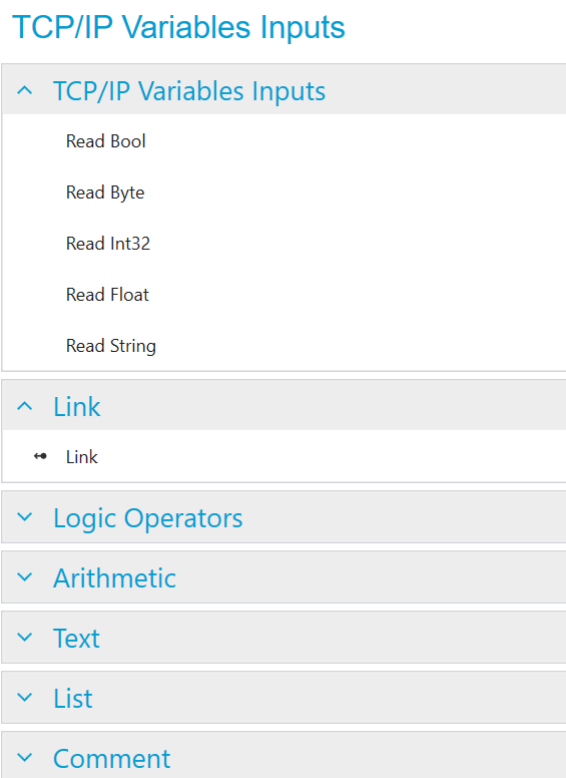 TCP/IP Variables Inputs
TCP/IP Variables Inputs
Read Bool
Read Byte
Read Int32
Read Float
Read String
Link
Link
Logic Operators
Arithmetic
Text
List
Comment